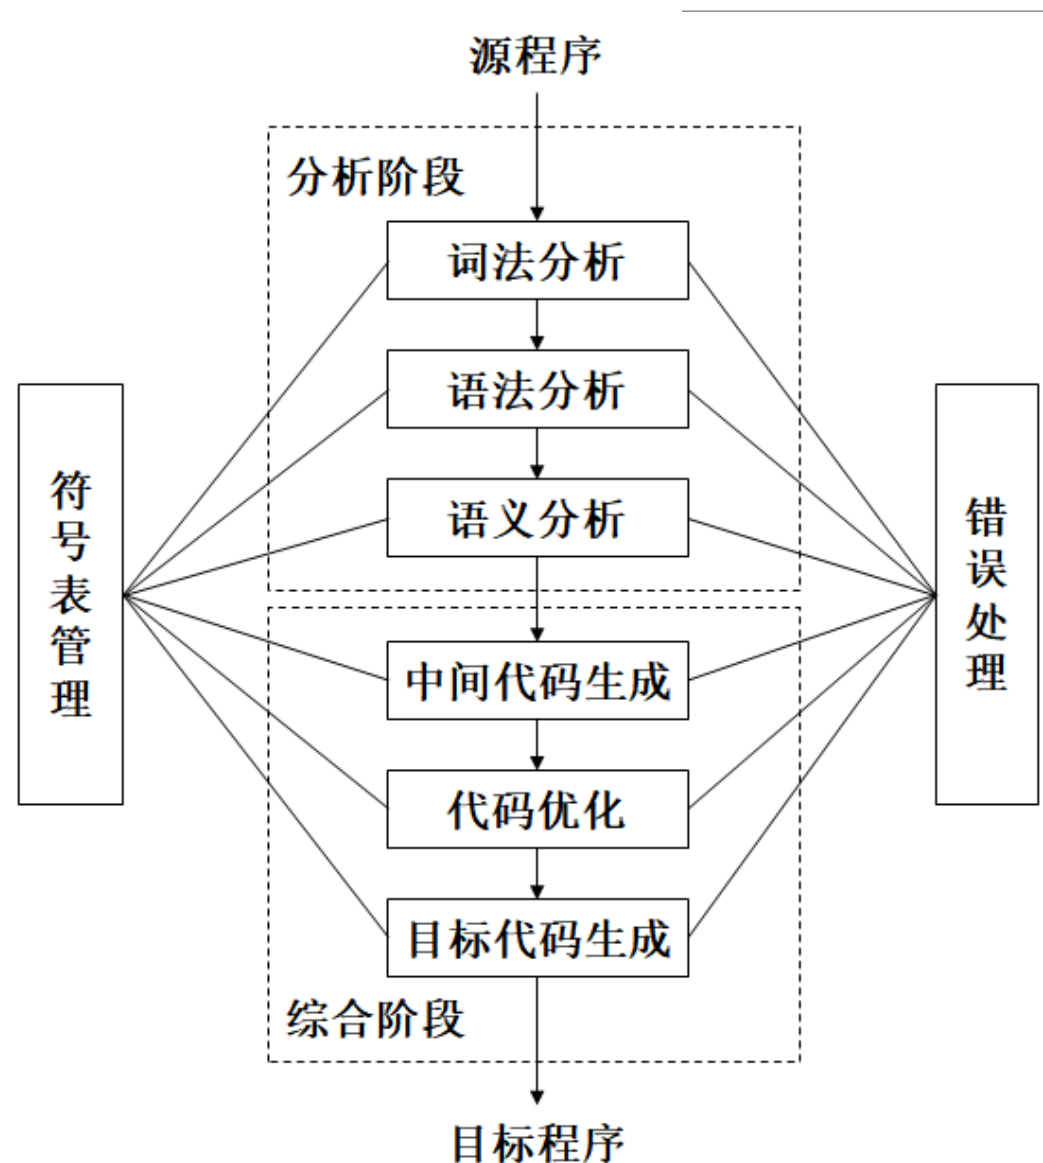 源程序
分析阶段
词法分析
语法分析
语义分析
符号表管理
错误处理
中间代码生成
代码优化
目标代码生成
综合阶段
目标程序